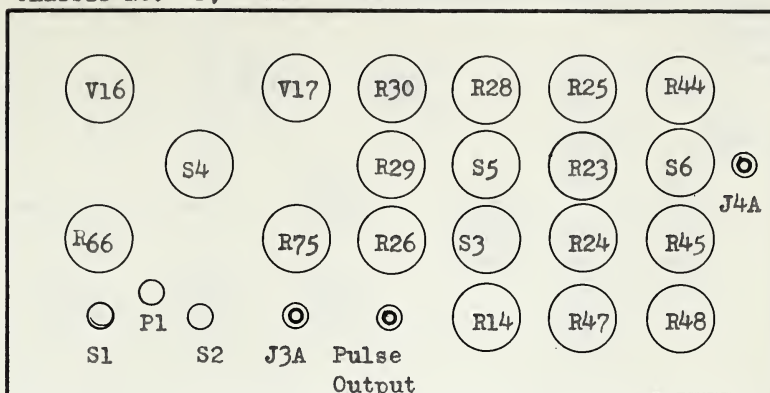 V16 V17 R30 R28 R25 R44
S4 R29 S5 R23 S6
J4A
R66 R75 R26 S3 R24 R45
P1 R14 R47 R48
S1 S2 J3A Pulse
Output